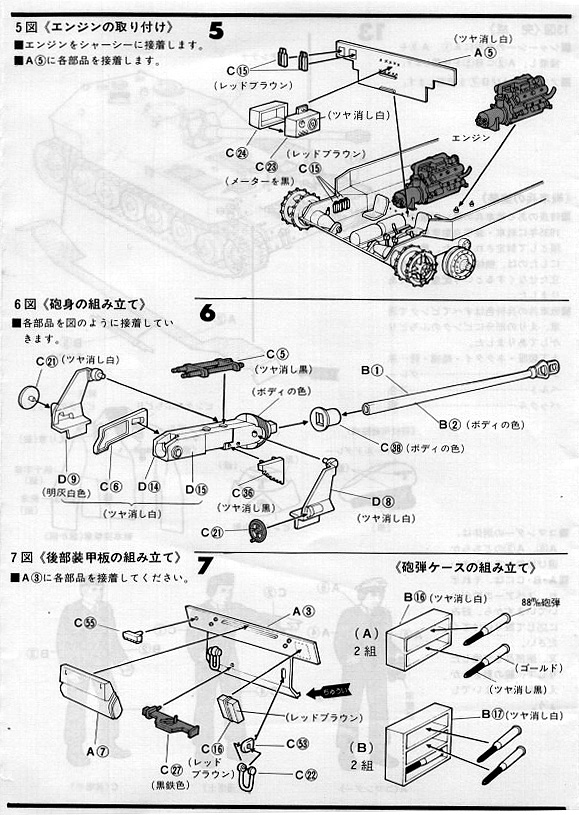 5図《エンジンの取り付け》
5
■エンジンをシャーシーに接着します。
■A⑤に各部品を接着します。
(ツヤ消し白)
A⑤
C⑮
(レッドブラウン)
(ツヤ消し白)
エンジン
C㉔
C㉓
(メーターを黒)
(レッドブラウン)
C⑮
6図《砲身の組み立て》
6
■各部品を図のように接着してい
きます。
C㉑(ツヤ消し白)
C⑤
(ツヤ消し黒)
(ボディの色)
B①
B②(ボディの色)
C㊳(ボディの色)
D⑨
(明灰白色)
C⑥
D⑭
D⑮
(ツヤ消し白)
C㊱
(ツヤ消し黒)
D⑧
(ツヤ消し白)
C㉑
7図《後部装甲板の組み立て》
7
■A③に各部品を接着してください。
A③
C㊺
A⑦
C㉗
(黒鉄色)
C⑯
(レッド
ブラウン)
(レッドブラウン)
C㊾
C㉒
ちゅうい
《砲弾ケースの組み立て》
B⑯(ツヤ消し白)
88㎜砲弾
(A)
2組
(ゴールド)
(ツヤ消し黒)
B⑰(ツヤ消し白)
(B)
2組